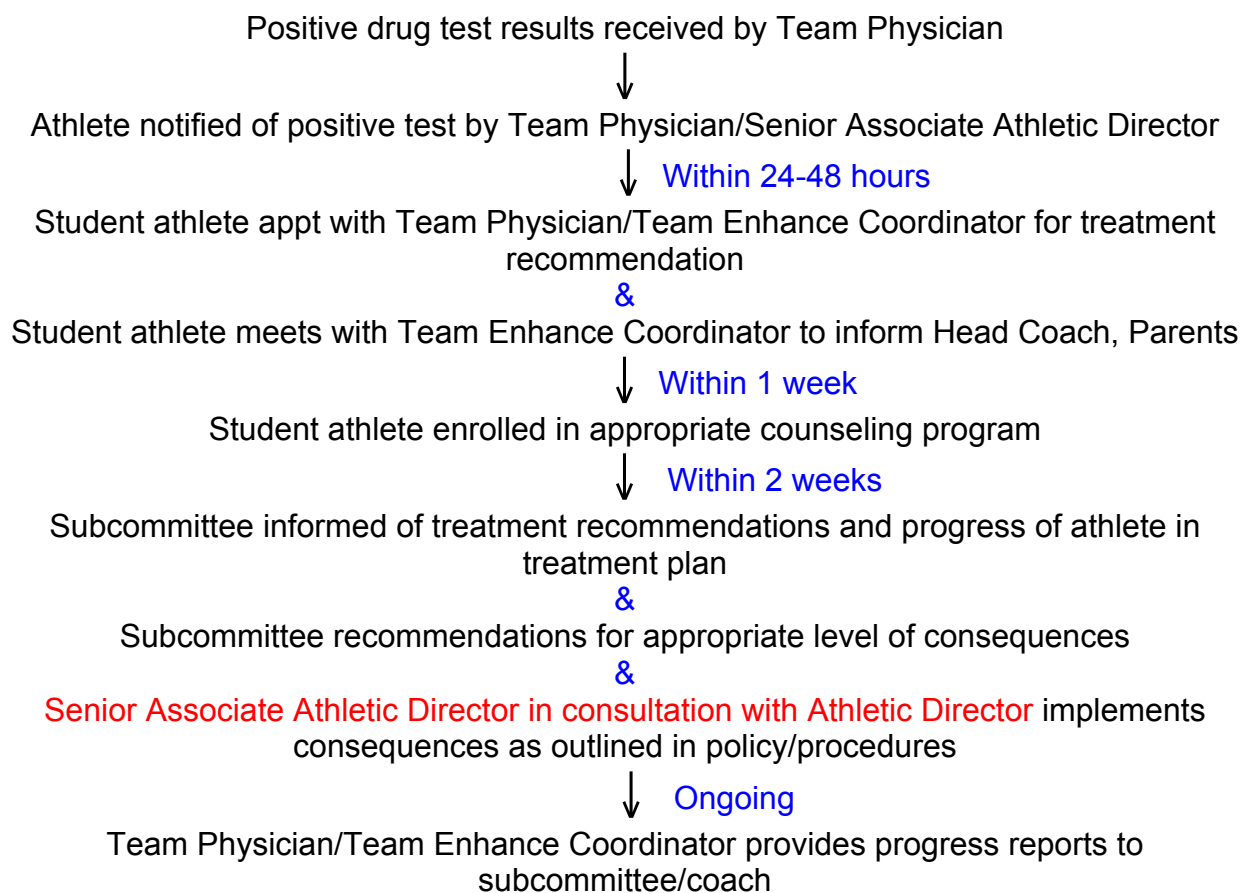 Positive drug test results received by Team Physician
Athlete notified of positive test by Team Physician/Senior Associate Athletic Director
Within 24-48 hours
Student athlete appt with Team Physician/Team Enhance Coordinator for treatment
recommendation
&
Student athlete meets with Team Enhance Coordinator to inform Head Coach, Parents
Within 1 week
Student athlete enrolled in appropriate counseling program
Within 2 weeks
Subcommittee informed of treatment recommendations and progress of athlete in
treatment plan
&
Subcommittee recommendations for appropriate level of consequences
&
Senior Associate Athletic Director in consultation with Athletic Director implements
consequences as outlined in policy/procedures
Ongoing
Team Physician/Team Enhance Coordinator provides progress reports to
subcommittee/coach